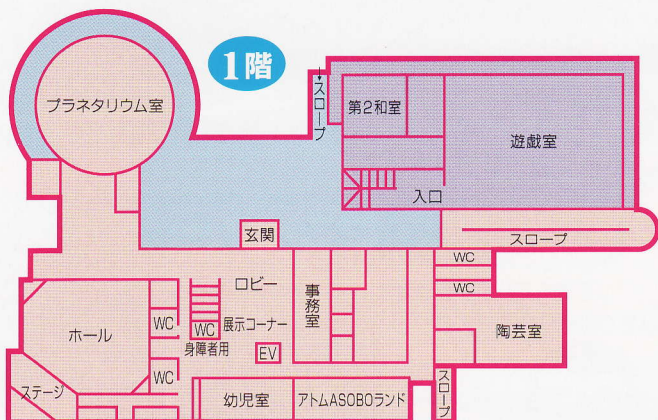 1階
プラネタリウム室
↓スロープ
第2和室
遊戯室
入口
玄関
スロープ
WC
ロビー
WC
事務室
ホール
WC
WC
展示コーナー
身障者用
陶芸室
EV
WC
スロープ
ステージ
幼児室
アトムASOBOランド